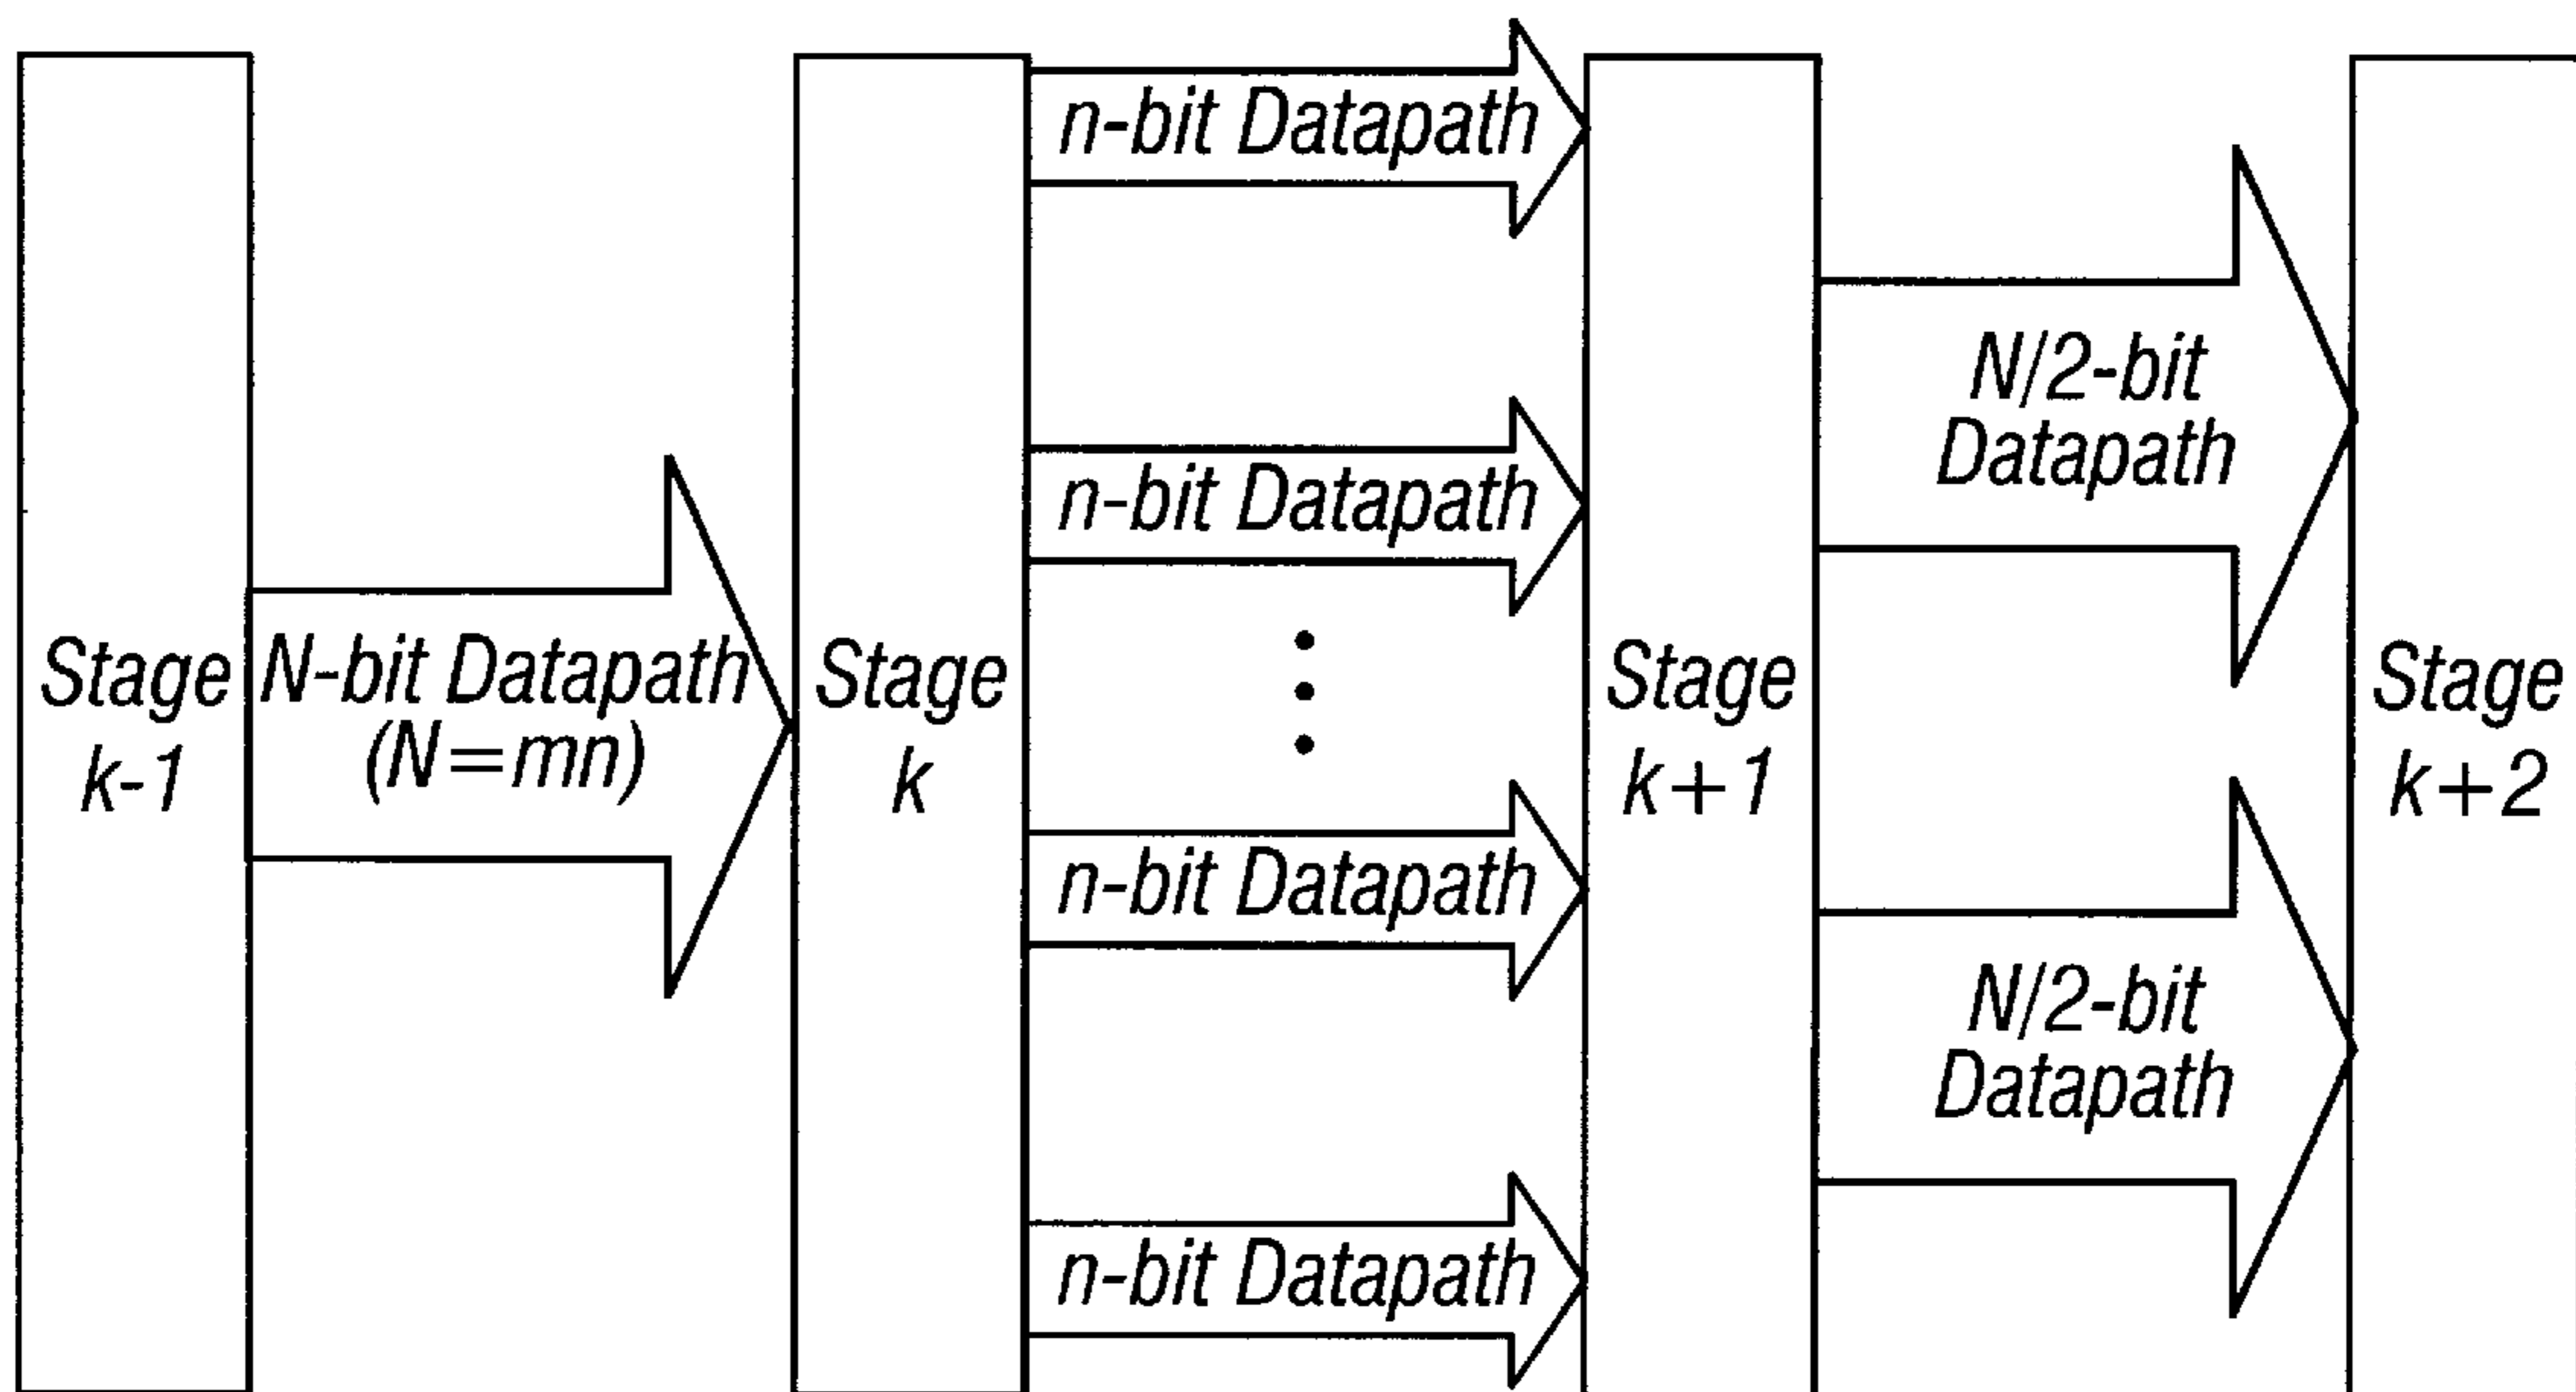 Stage
k-1
N-bit Datapath
(N=mn)
Stage
k
n-bit Datapath
n-bit Datapath
n-bit Datapath
n-bit Datapath
Stage
k+1
N/2-bit
Datapath
N/2-bit
Datapath
Stage
k+2